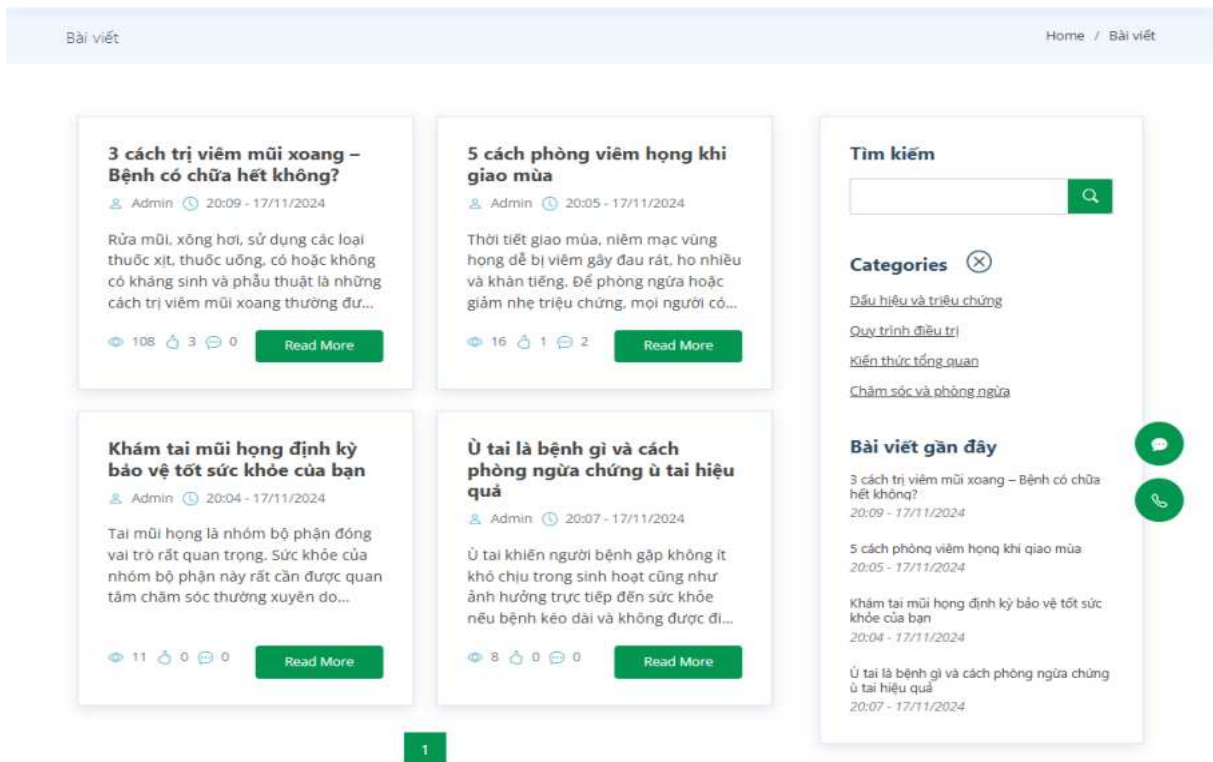 Bài viết
Home / Bài viết
3 cách trị viêm mũi xoang –
Bệnh có chữa hết không?
Admin 20:09 - 17/11/2024
Rửa mũi, xông hơi, sử dụng các loại
thuốc xịt, thuốc uống, có hoặc không
có kháng sinh và phẫu thuật là những
cách trị viêm mũi xoang thường đư...
108 3 0 Read More
5 cách phòng viêm họng khi
giao mùa
Admin 20:05 - 17/11/2024
Thời tiết giao mùa, niêm mạc vùng
họng dễ bị viêm gây đau rát, ho nhiều
và khàn tiếng. Để phòng ngừa hoặc
giảm nhẹ triệu chứng, mọi người có...
16 1 2 Read More
Khám tai mũi họng định kỳ
bảo vệ tốt sức khỏe của bạn
Admin 20:04 - 17/11/2024
Tai mũi họng là nhóm bộ phận đóng
vai trò rất quan trọng. Sức khỏe của
nhóm bộ phận này rất cần được quan
tâm chăm sóc thường xuyên do...
11 0 0 Read More
Ù tai là bệnh gì và cách
phòng ngừa chứng ù tai hiệu
quả
Admin 20:07 - 17/11/2024
Ù tai khiến người bệnh gặp không ít
khó chịu trong sinh hoạt cũng như
ảnh hưởng trực tiếp đến sức khỏe
nếu bệnh kéo dài và không được đi...
8 0 0 Read More
1
Tìm kiếm
Categories
Dấu hiệu và triệu chứng
Quy trình điều trị
Kiến thức tổng quan
Chăm sóc và phòng ngừa
Bài viết gần đây
3 cách trị viêm mũi xoang – Bệnh có chữa
hết không?
20:09 - 17/11/2024
5 cách phòng viêm họng khi giao mùa
20:05 - 17/11/2024
Khám tai mũi họng định kỳ bảo vệ tốt sức
khỏe của bạn
20:04 - 17/11/2024
Ù tai là bệnh gì và cách phòng ngừa chứng
ù tai hiệu quả
20:07 - 17/11/2024